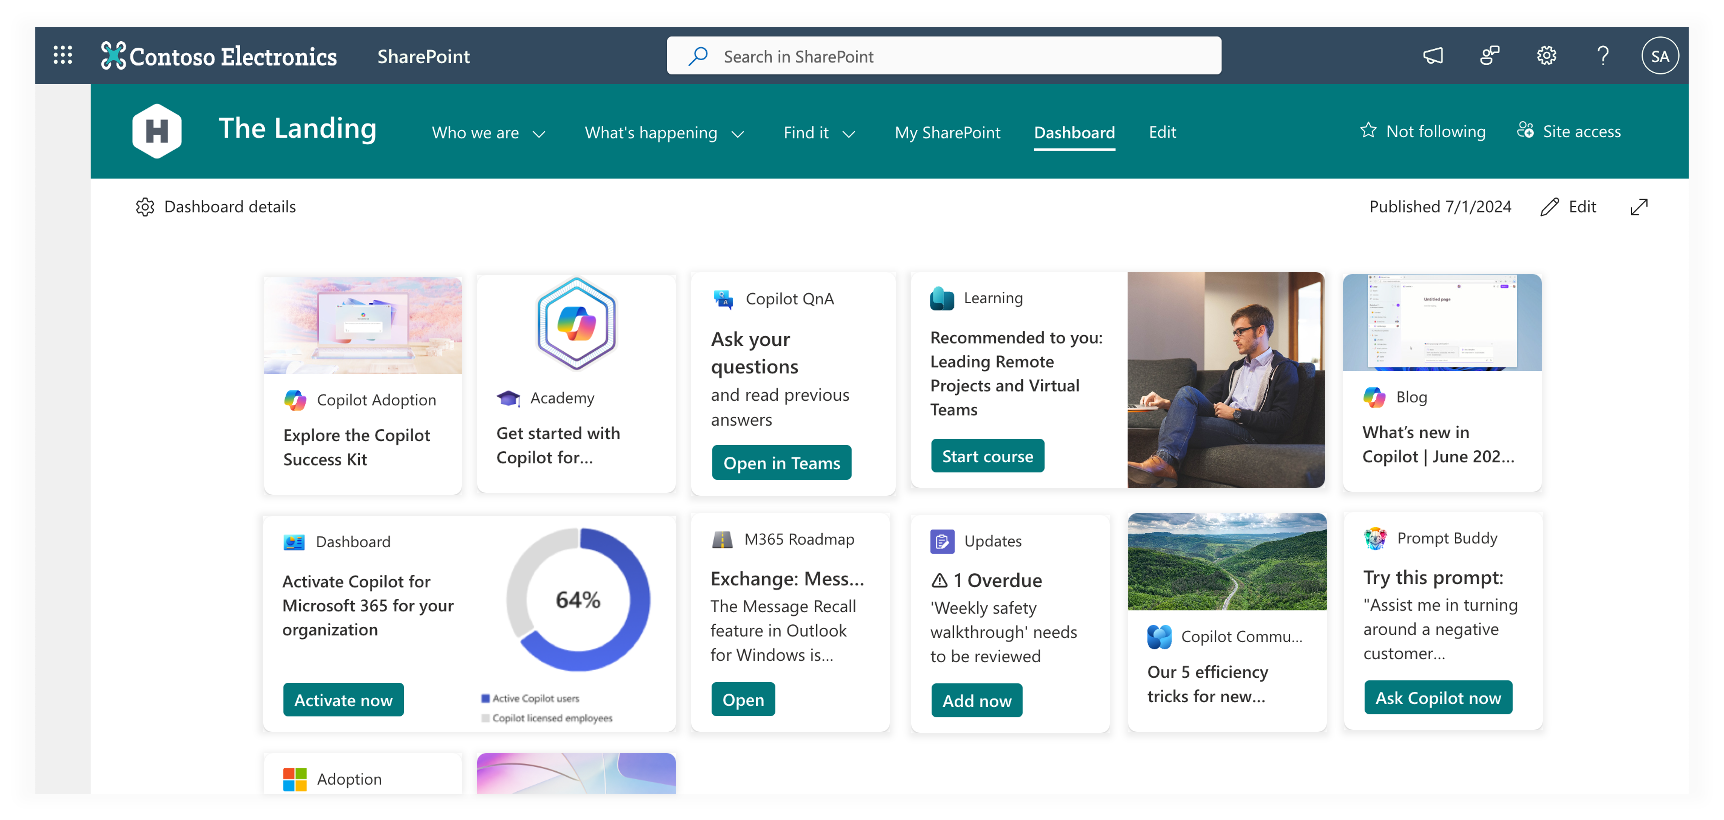 Contoso Electronics
SharePoint
Search in SharePoint
?
SA
H
The Landing
Who we are
What's happening
Find it
My SharePoint
Dashboard
Edit
Not following
Site access
Dashboard details
Published 7/1/2024
Edit
Copilot Adoption
Explore the Copilot
Success Kit
Academy
Get started with
Copilot for...
Copilot QnA
Ask your
questions
and read previous
answers
Open in Teams
Learning
Recommended to you:
Leading Remote
Projects and Virtual
Teams
Start course
Untitled page
Blog
What's new in
Copilot | June 202...
Dashboard
Activate Copilot for
Microsoft 365 for your
organization
Activate now
64%
Active Copilot users
Copilot licensed employees
M365 Roadmap
Exchange: Mess...
The Message Recall
feature in Outlook
for Windows is...
Open
Updates
1 Overdue
'Weekly safety
walkthrough' needs
to be reviewed
Add now
Copilot Commu...
Our 5 efficiency
tricks for new...
Prompt Buddy
Try this prompt:
"Assist me in turning
around a negative
customer...
Ask Copilot now
Adoption